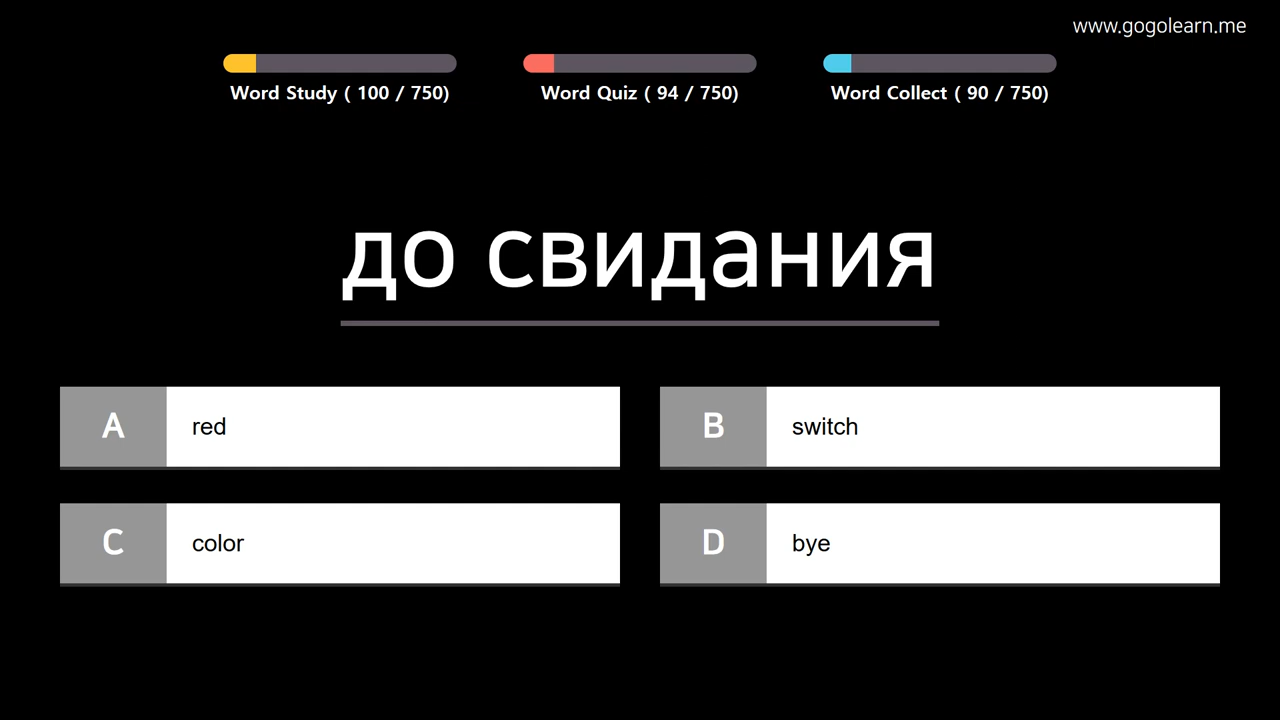 www.gogolearn.me
Word Study ( 100 / 750)
Word Quiz ( 94 / 750)
Word Collect ( 90 / 750)
до свидания
A red
B switch
C color
D bye